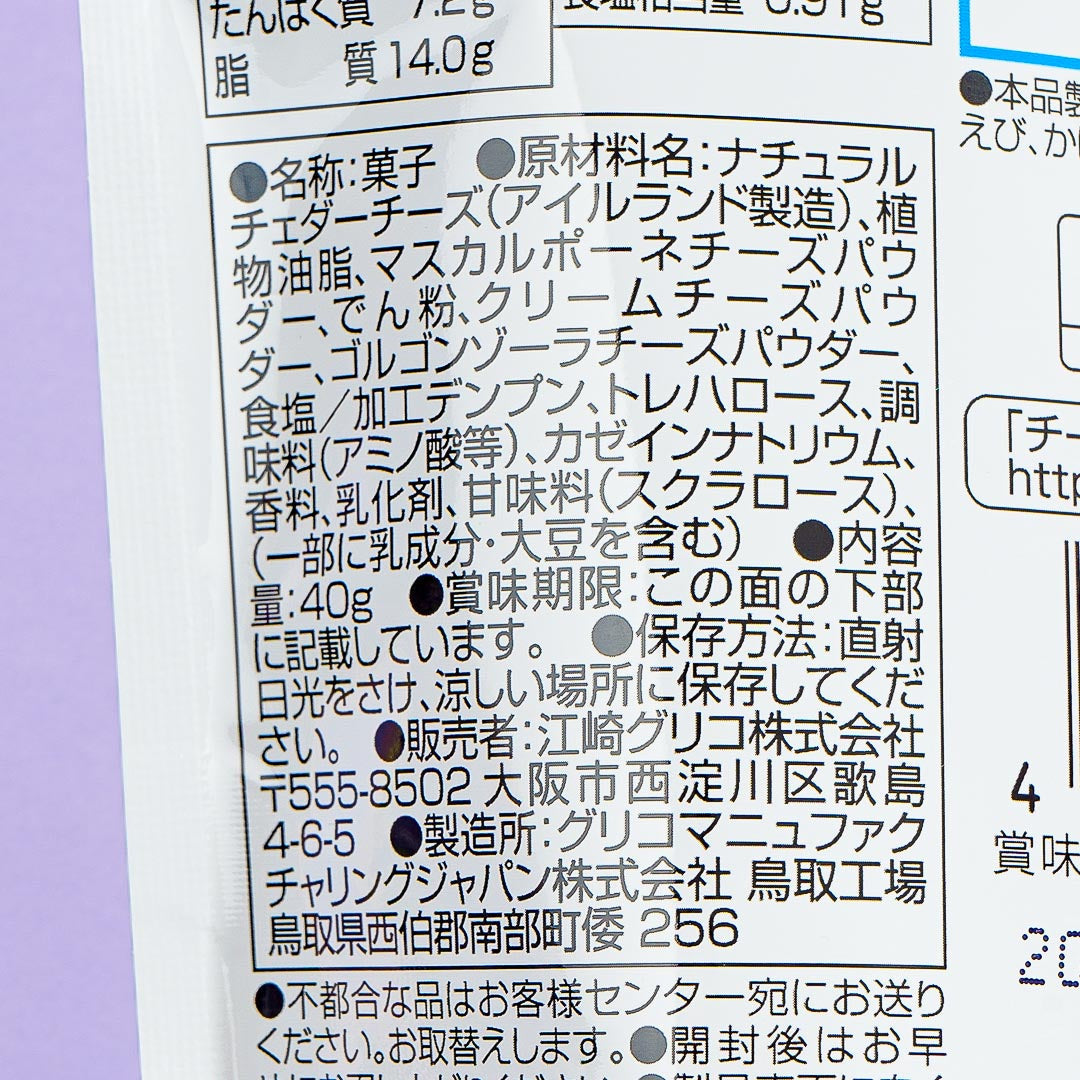 たんぱく質 7.2g
脂 質 14.0g
食塩相当量 0.91g
●名称:菓子 ●原材料名:ナチュラル
チェダーチーズ(アイルランド製造)、植
物油脂、マスカルポーネチーズパウ
ダー、でん粉、クリームチーズパウ
ダー、ゴルゴンゾーラチーズパウダー、
食塩/加工デンプン、トレハロース、調
味料(アミノ酸等)、カゼインナトリウム、
香料、乳化剤、甘味料(スクラロース)、
(一部に乳成分・大豆を含む) ●内容
量:40g ●賞味期限:この面の下部
に記載しています。 ●保存方法:直射
日光をさけ、涼しい場所に保存してくだ
さい。 ●販売者:江崎グリコ株式会社
〒555-8502 大阪市西淀川区歌島
4-6-5 ●製造所:グリコマニュファク
チャリングジャパン株式会社 鳥取工場
鳥取県西伯郡南部町倭 256
●不都合な品はお客様センター宛にお送り
ください。お取替えします。●開封後はお早
●本品製
えび、か
「チー
http
4
賞味
20